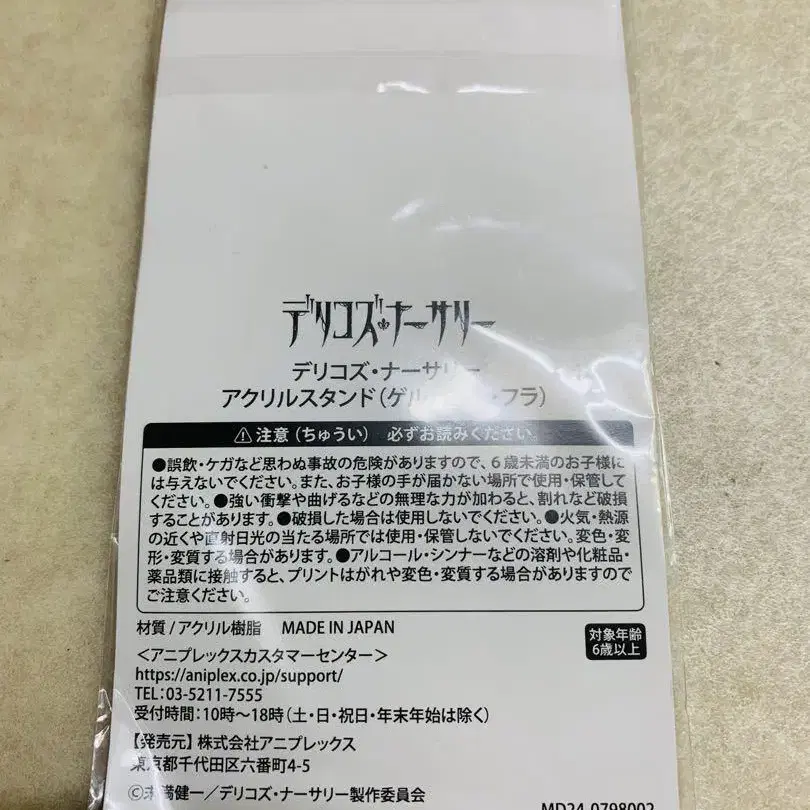 デリコズ・ナーサリー
デリコズ・ナーサリー
アクリルスタンド(ゲル・フラ)
⚠注意(ちゅうい) 必ずお読みください。
●誤飲・ケガなど思わぬ事故の危険がありますので、6歳未満のお子様に
は与えないでください。また、お子様の手が届かない場所で使用・保管して
ください。●強い衝撃や曲げるなどの無理な力が加わると、割れなど破損
することがあります。●破損した場合は使用しないでください。●火気・熱源
の近くや直射日光の当たる場所では使用・保管しないでください。変色・変
形・変質する場合があります。●アルコール・シンナーなどの溶剤や化粧品・
薬品類に接触すると、プリントはがれや変色・変質する場合がありますので
ご注意ください。
材質/アクリル樹脂 MADE IN JAPAN
対象年齢
6歳以上
<アニプレックスカスタマーセンター>
https://aniplex.co.jp/support/
TEL:03-5211-7555
受付時間:10時～18時(土・日・祝日・年末年始は除く)
【発売元】株式会社アニプレックス
東京都千代田区六番町4-5
©末満健一/デリコズ・ナーサリー製作委員会
MD24-0798002